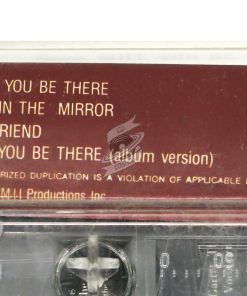 YOU BE THERE
IN THE MIRROR
FRIEND
YOU BE THERE (album version)
RIZED DUPLICATION IS A VIOLATION OF APPLICABLE
Productions Inc